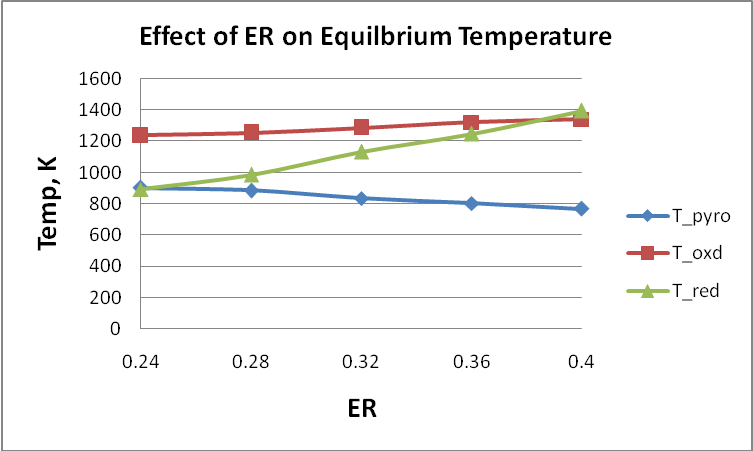 Effect of ER on Equilbrium Temperature
1600
1400
1200
1000
800
600
400
200
0
Temp, K
0.24 0.28 0.32 0.36 0.4
ER
T_pyro
T_oxd
T_red